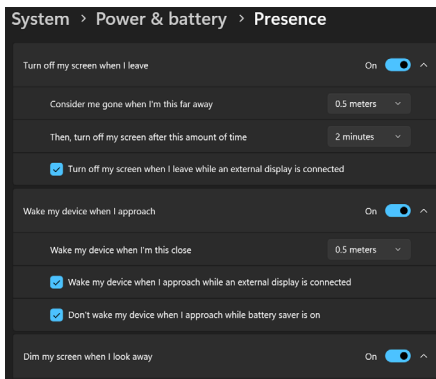 System > Power & battery > Presence
Turn off my screen when I leave On
Consider me gone when I'm this far away 0.5 meters
Then, turn off my screen after this amount of time 2 minutes
Turn off my screen when I leave while an external display is connected
Wake my device when I approach On
Wake my device when I'm this close 0.5 meters
Wake my device when I approach while an external display is connected
Don't wake my device when I approach while battery saver is on
Dim my screen when I look away On